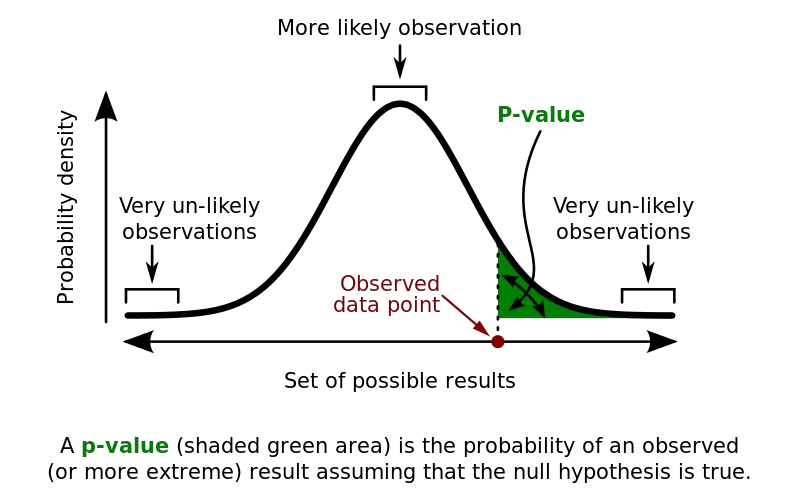 More likely observation
P-value
Probability density
Very un-likely
observations
Very un-likely
observations
Observed
data point
Set of possible results
A p-value (shaded green area) is the probability of an observed
(or more extreme) result assuming that the null hypothesis is true.